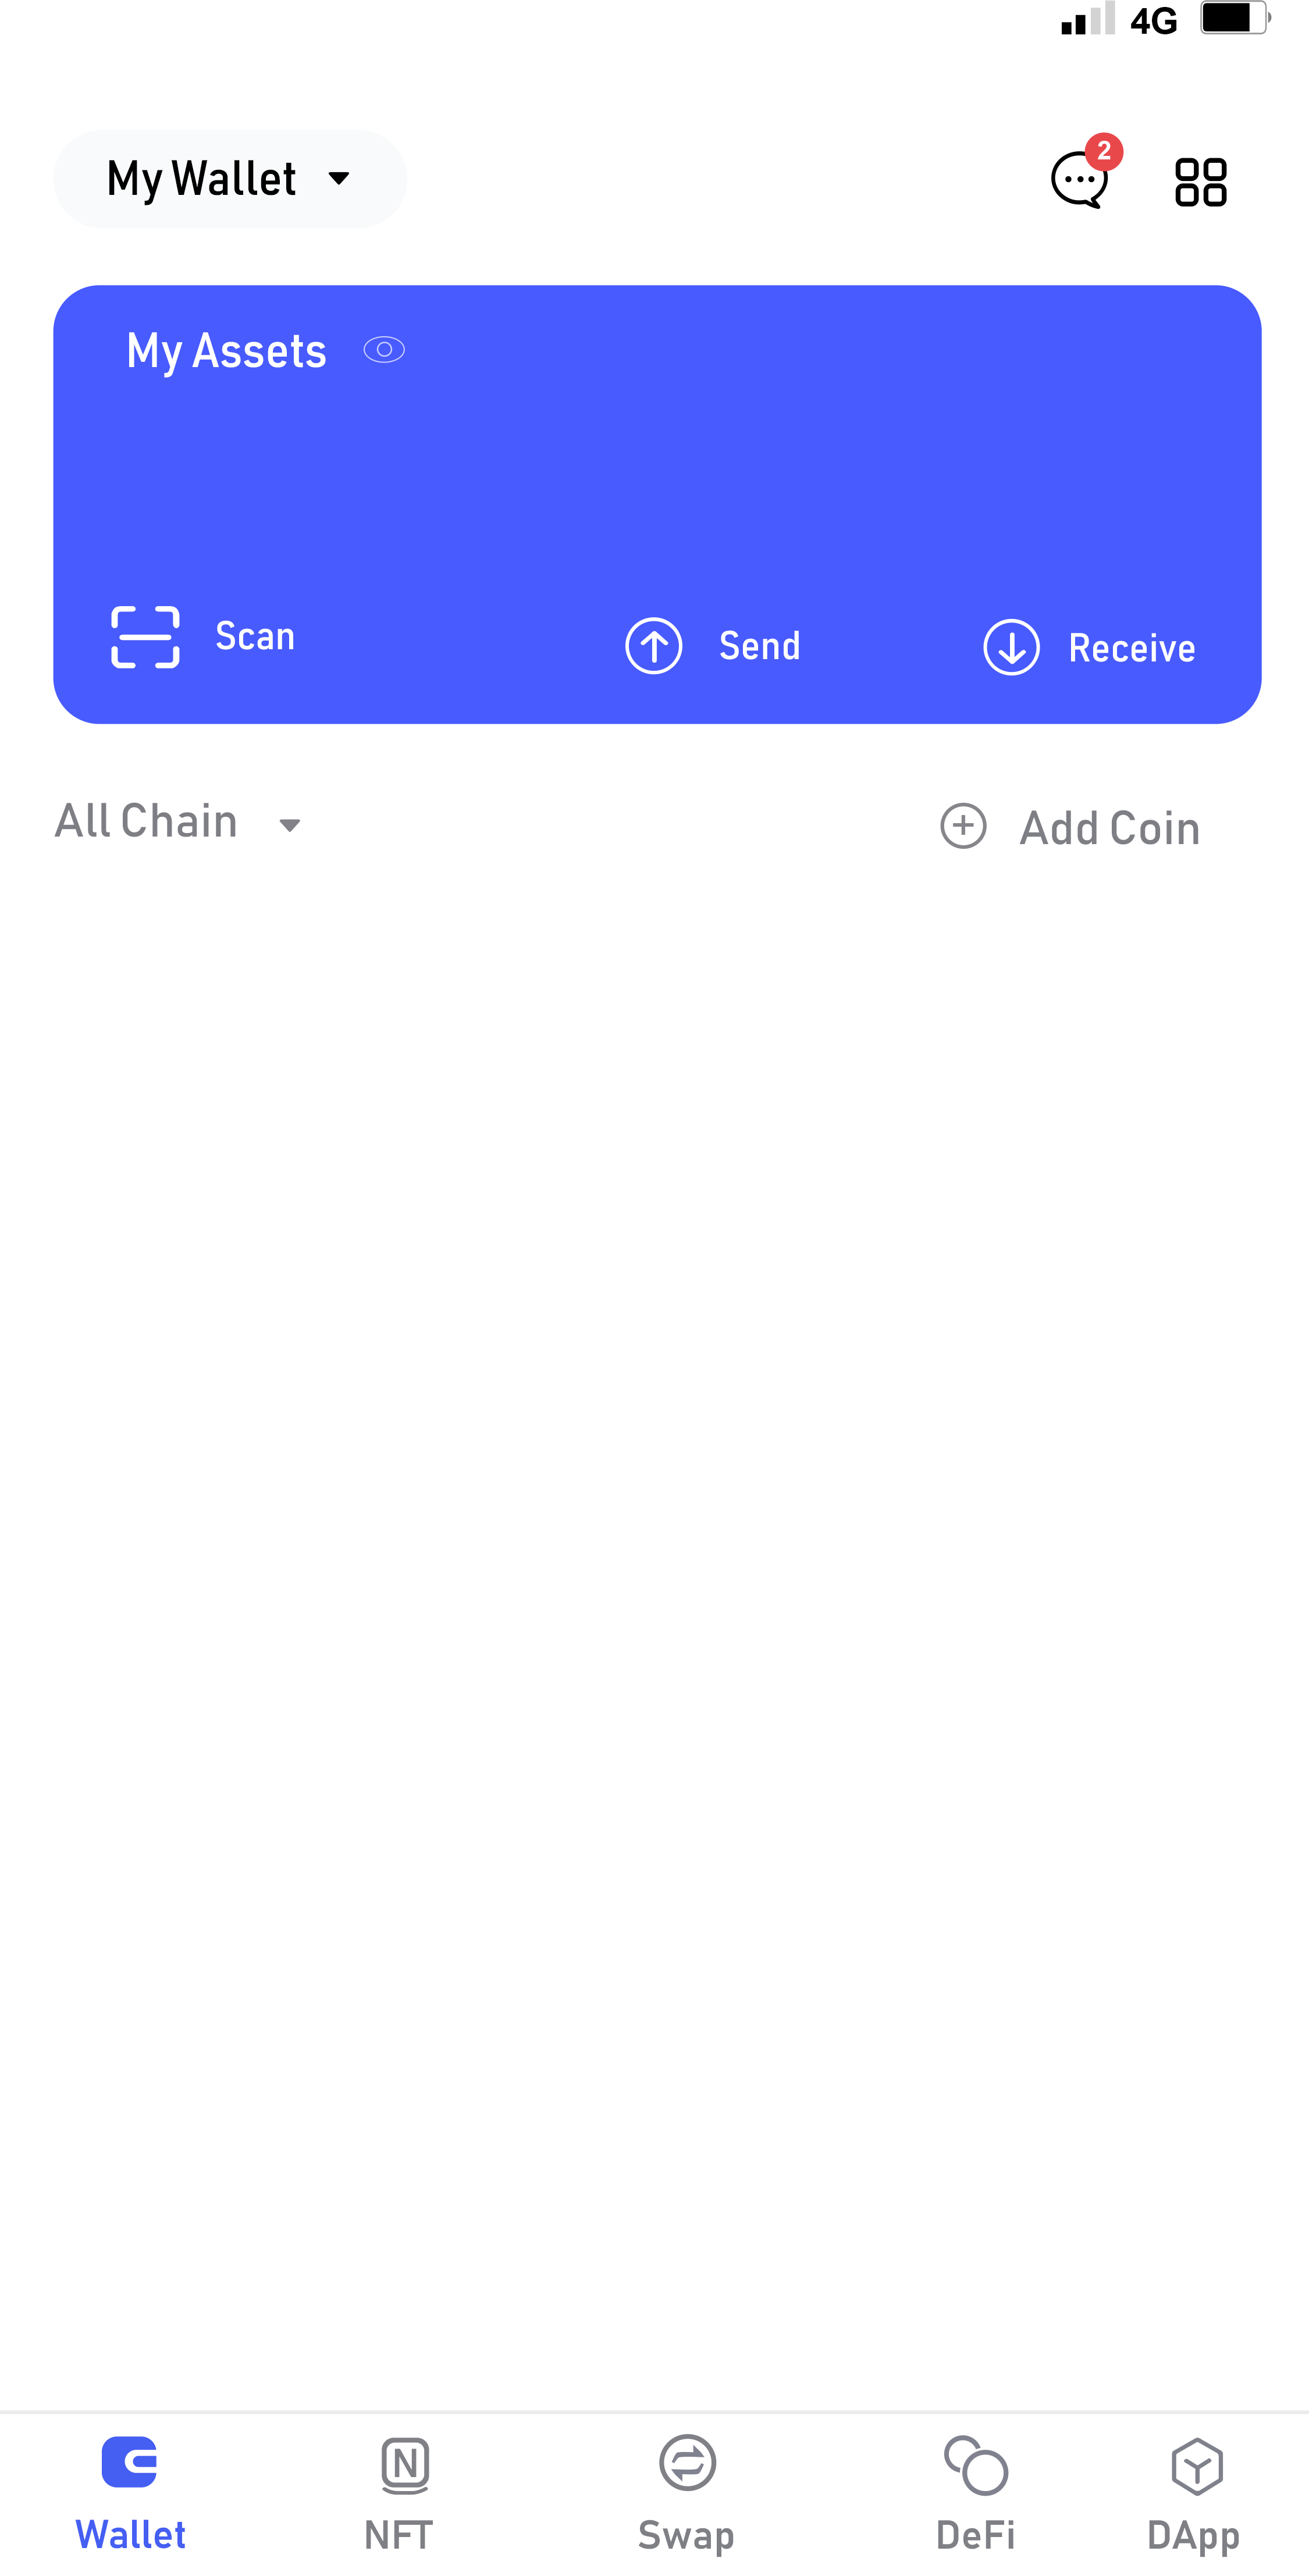 4G
My Wallet
2
My Assets
Scan
Send
Receive
All Chain
Add Coin
N
Wallet
NFT
Swap
DeFi
DApp